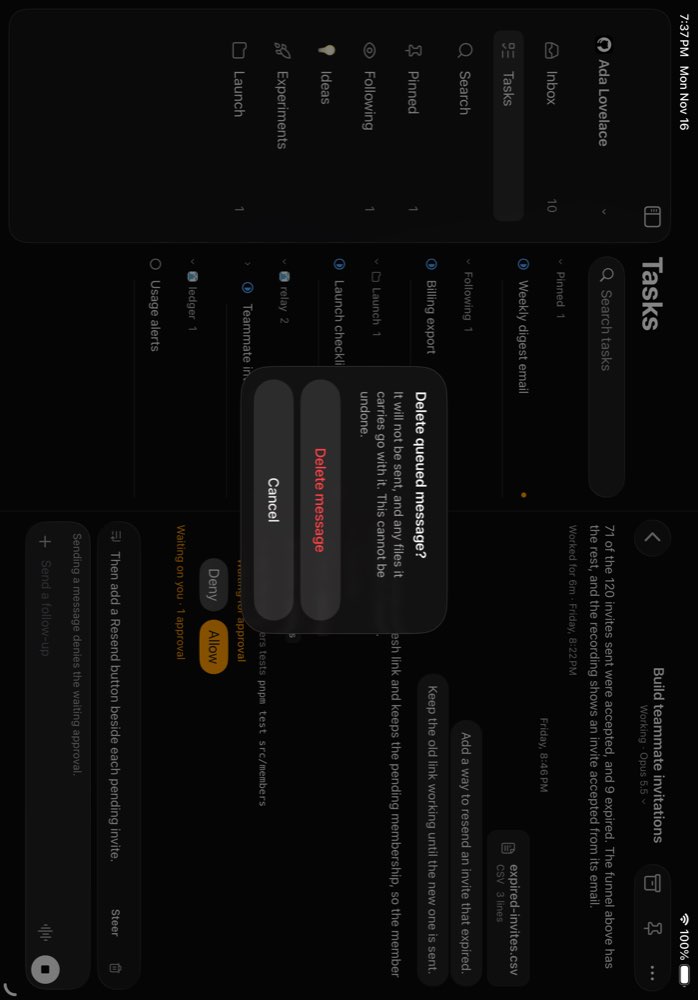 7:37 PM Mon Nov 16
100%
Ada Lovelace
Inbox 10
Tasks
Search
Pinned 1
Following 1
Ideas
Experiments
Launch 1
Tasks
Search tasks
Pinned 1
Weekly digest email
Following 1
Billing export
Launch 1
Launch
relay 2
Teammate
ledger 1
Usage alerts
Build teammate invitations
Working · Opus 5.5
71 of the 120 invites sent were accepted, and 9 expired. The funnel above has
the rest, and the recording shows an invite accepted from its email.
Worked for 6m · Friday, 8:22 PM
Friday, 8:46 PM
expired-invites.csv
CSV 3 lines
Add a way to resend an invite that expired.
Keep the old link working until the new one is sent.
link and keeps the pending membership, so the member
tests pnpm test src/members
Waiting for approval
Deny
Allow
Waiting on you · 1 approval
Then add a Resend button beside each pending invite.
Steer
Sending a message denies the waiting approval.
Send a follow-up
Delete queued message?
It will not be sent, and any files it
carries go with it. This cannot be
undone.
Delete message
Cancel